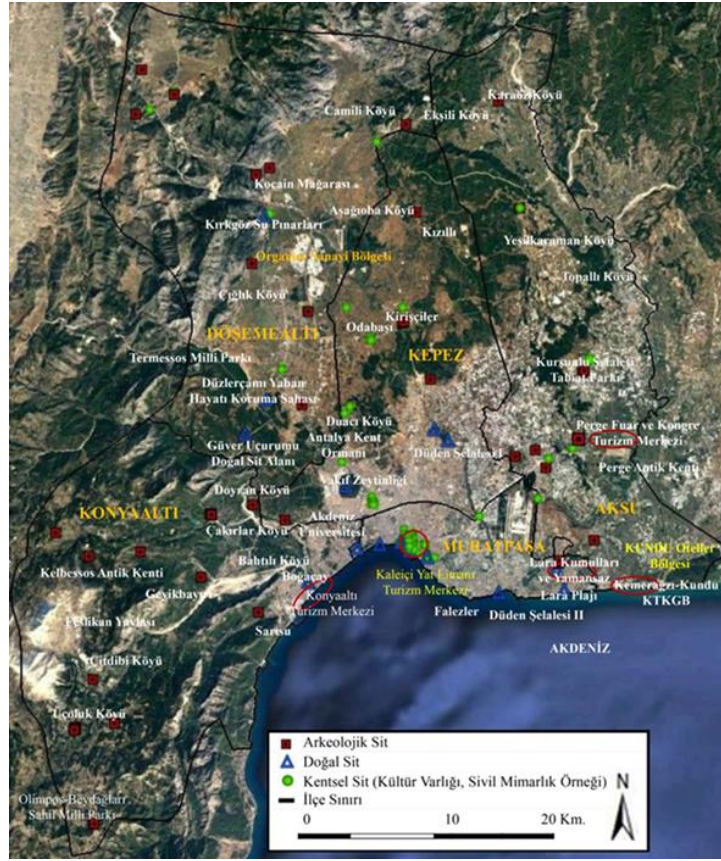 Karaöz Köyü
Camili Köyü
Ekşili Köyü
Koçain Mağarası
Aşağıoba Köyü
Kırkgöz Su Pınarları
Kızıllı
Yeşilkaraman Köyü
Organize Sanayi Bölgesi
Topallı Köyü
Çığlık Köyü
Kirişçiler
DÖŞEMEALTI
Odabaşı
KEPEZ
Termessos Milli Parkı
Kurşunlu Şelalesi
Tabiat Parkı
Düzlerçamı Yaban
Hayatı Koruma Sahası
Duacı Köyü
Antalya Kent
Ormanı
Perge Fuar ve Kongre
Turizm Merkezi
Güver Uçurumu
Doğal Sit Alanı
Düden Şelalesi I
Perge Antik Kenti
Vakıf Zeytinliği
Doyran Köyü
KONYAALTI
AKSU
Çakırlar Köyü
Akdeniz
Üniversitesi
MURATPAŞA
KUNDU Oteller
Bölgesi
Bahtılı Köyü
Kelbessos Antik Kenti
Boğaçay
Kaleiçi Yat Limanı
Turizm Merkezi
Lara Kumulları
ve Yamansaz
Geyikbayırı
Konyaaltı
Turizm Merkezi
Lara Plajı
Kemerağzı-Kundu
KTKGB
Feslikan Yaylası
Sarısu
Falezler
Düden Şelalesi II
Çitdibi Köyü
AKDENİZ
Üçoluk Köyü
Olimpos-Beydağları
Sahil Milli Parkı
Arkeolojik Sit
Doğal Sit
Kentsel Sit (Kültür Varlığı, Sivil Mimarlık Örneği)
N
İlçe Sınırı
0 10 20 Km.